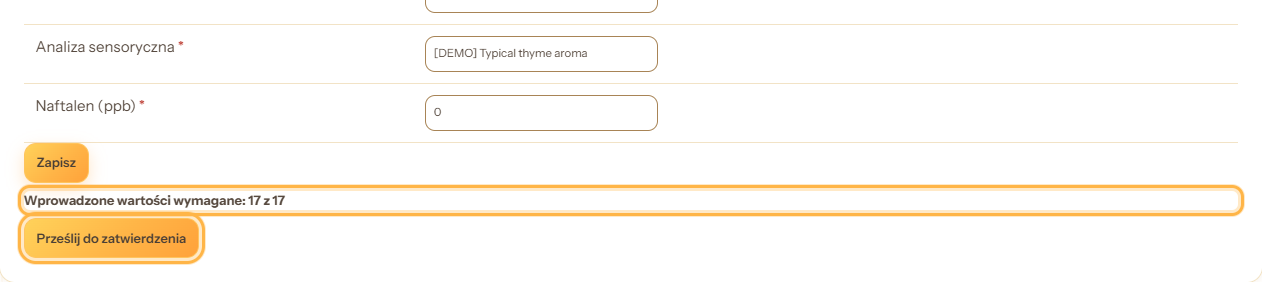 Analiza sensoryczna *
[DEMO] Typical thyme aroma
Naftalen (ppb) *
0
Zapisz
Wprowadzone wartości wymagane: 17 z 17
Prześlij do zatwierdzenia